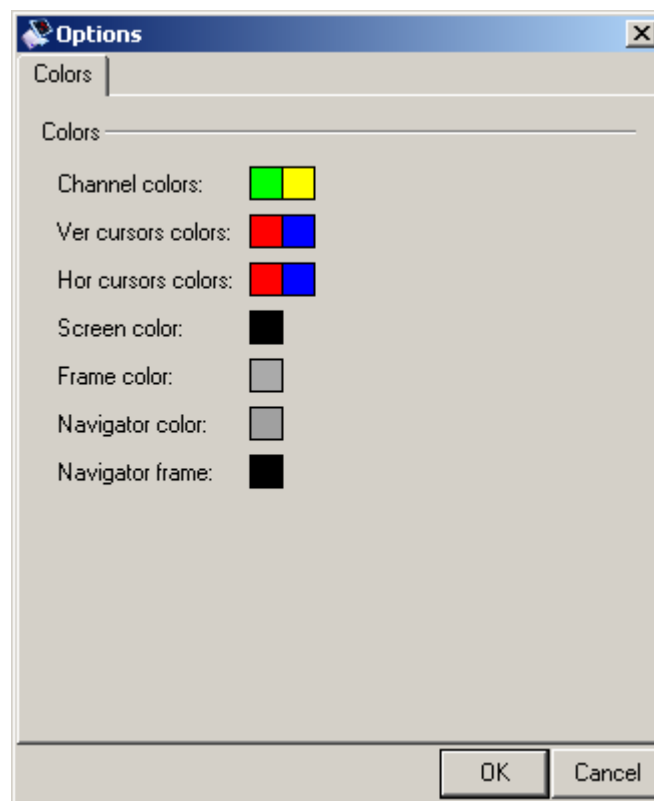 Options
Colors
Colors
Channel colors:
Ver cursors colors:
Hor cursors colors:
Screen color:
Frame color:
Navigator color:
Navigator frame:
OK Cancel